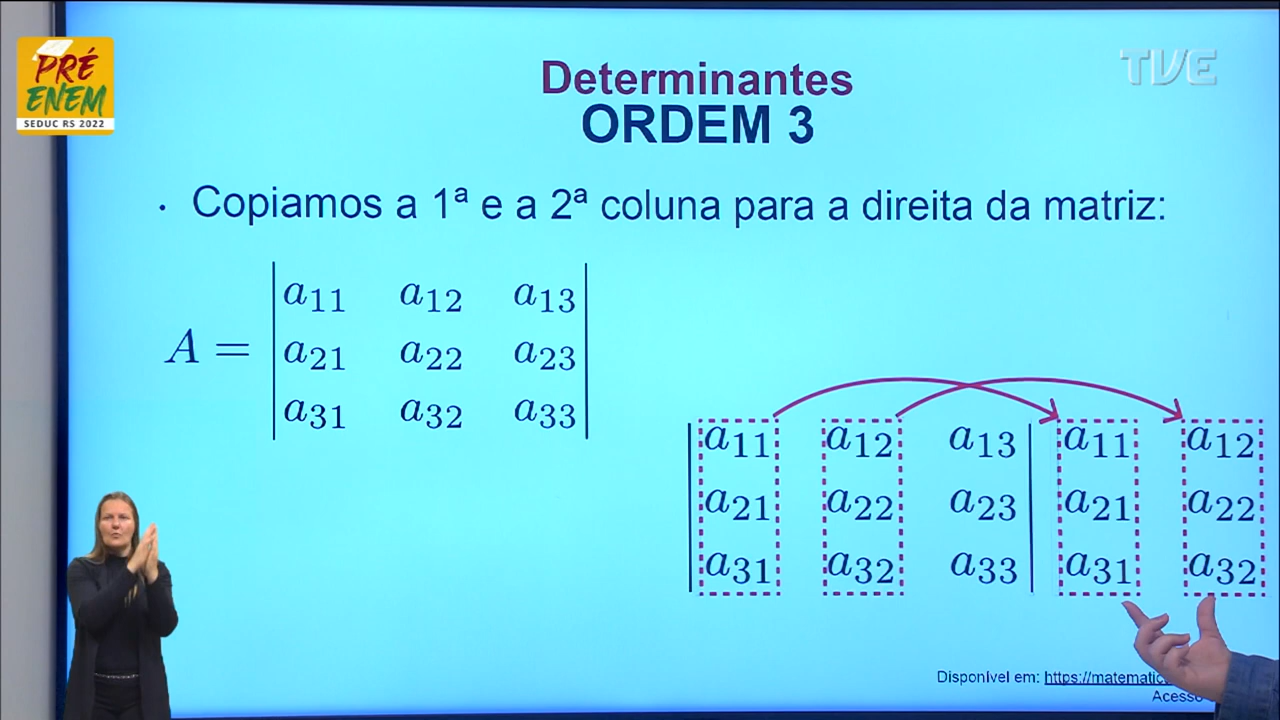 PRÉ
ENEM
SEDUC RS 2022
TVE
Determinantes
ORDEM 3
• Copiamos a 1ª e a 2ª coluna para a direita da matriz:
A = | a11 a12 a13 |
| a21 a22 a23 |
| a31 a32 a33 |
| a11 a12 a13 | a11 a12
| a21 a22 a23 | a21 a22
| a31 a32 a33 | a31 a32
Disponível em:
Acesso